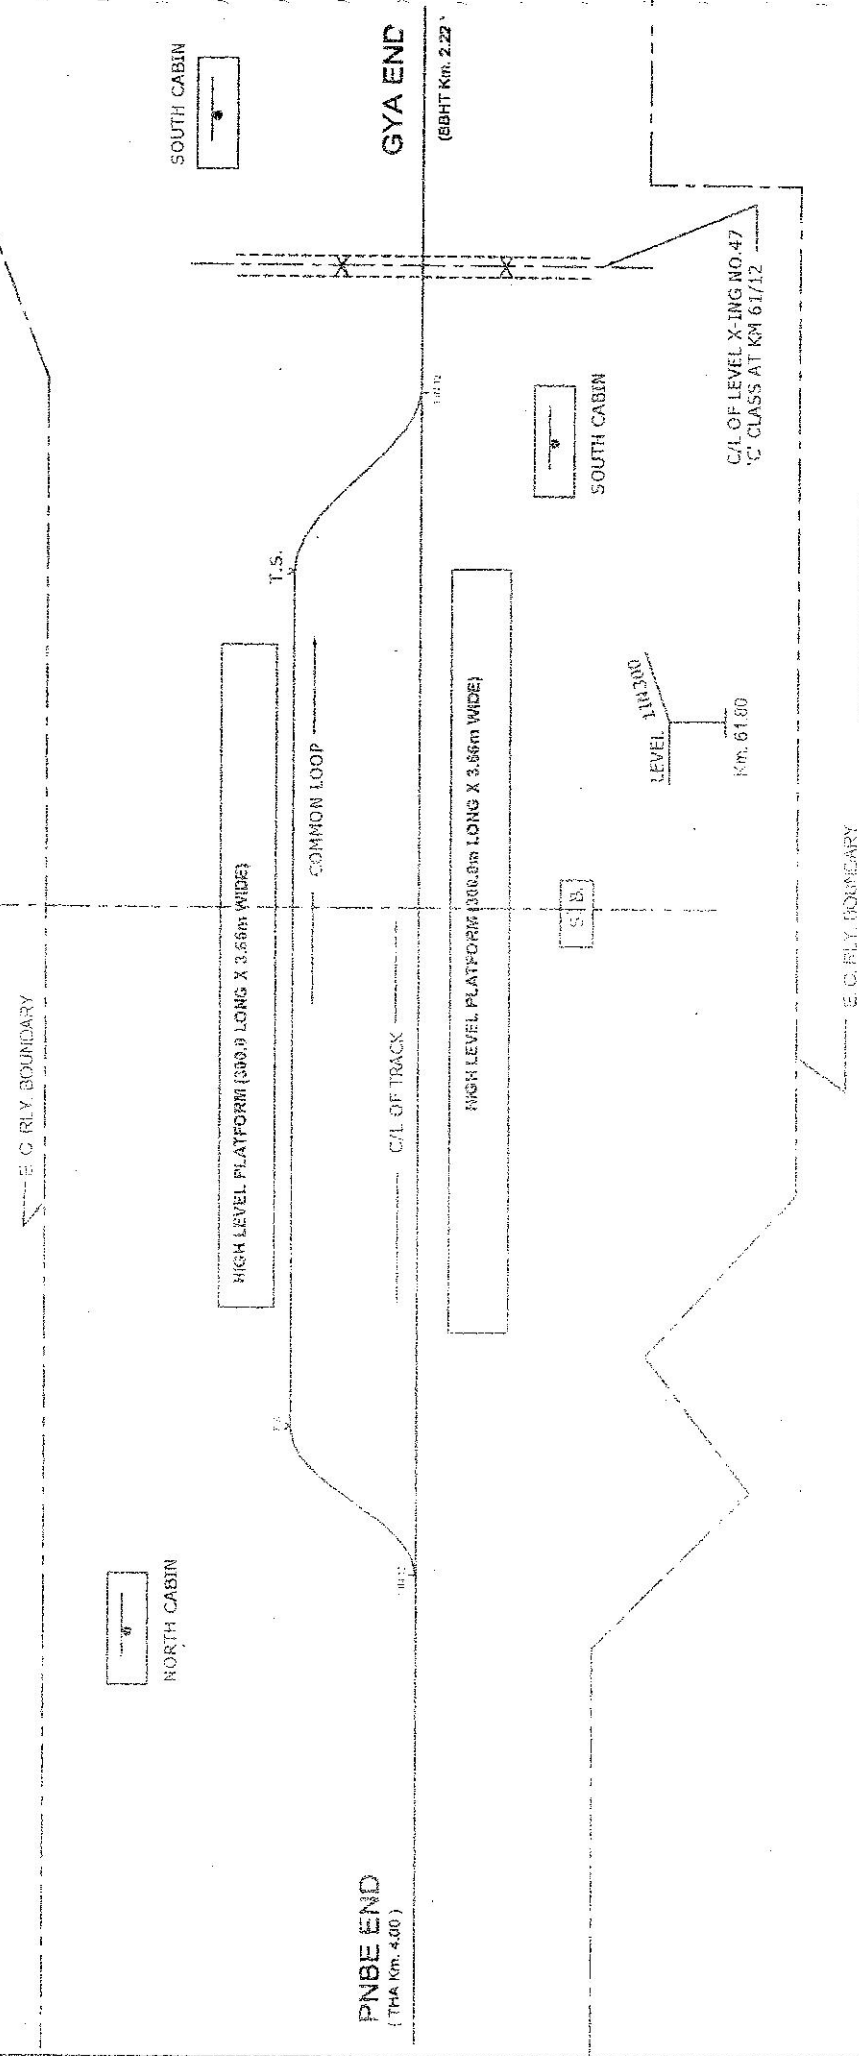 SOUTH CABIN
GYA END
(BBHT Km. 2.22
C/L OF LEVEL X-ING NO.47
'C' CLASS AT KM 61/12
SOUTH CABIN
T.S.
COMMON LOOP
HIGH LEVEL PLATFORM (300.0 LONG X 3.66m WIDE)
HIGH LEVEL PLATFORM (300.0m LONG X 3.66m WIDE)
LEVEL 110.300
Km. 61.80
S B.
C/L OF TRACK
E. C RLY. BOUNDARY
E. C. RLY. BOUNDARY
NORTH CABIN
PNBE END
( THA Km. 4.00 )